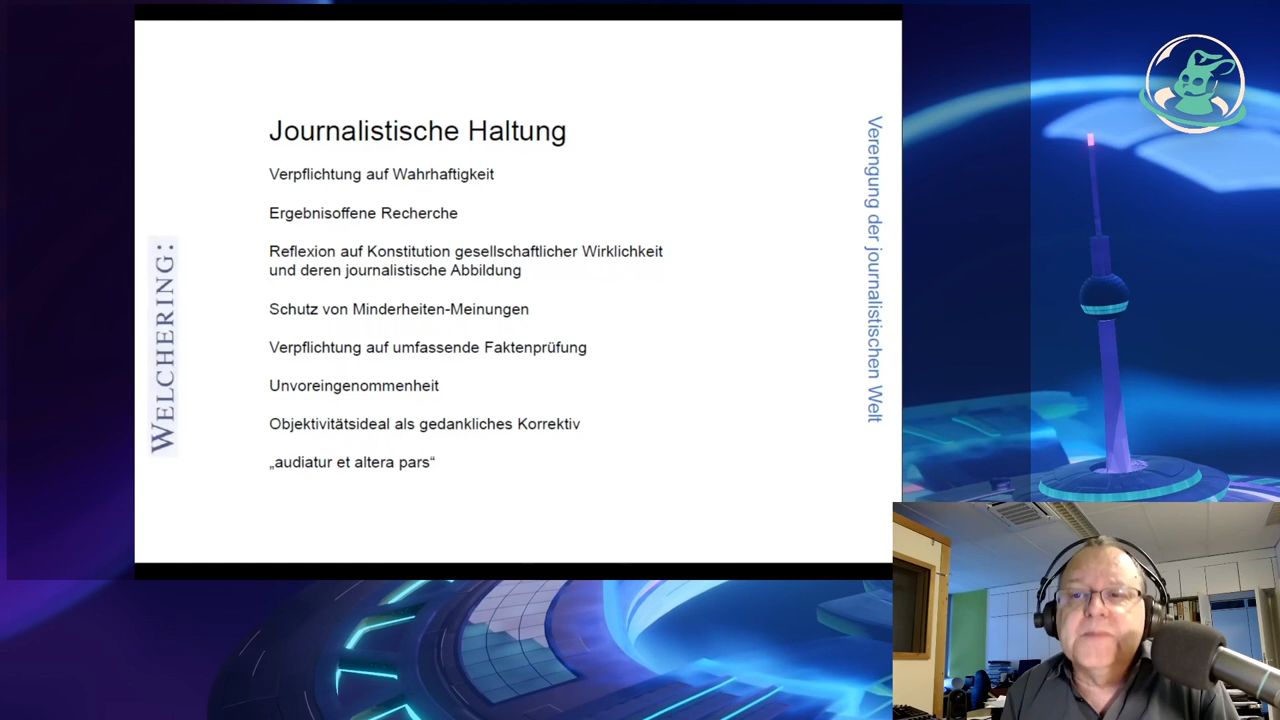 Journalistische Haltung
Verpflichtung auf Wahrhaftigkeit
Ergebnisoffene Recherche
Reflexion auf Konstitution gesellschaftlicher Wirklichkeit
und deren journalistische Abbildung
Schutz von Minderheiten-Meinungen
Verpflichtung auf umfassende Faktenprüfung
Unvoreingenommenheit
Objektivitätsideal als gedankliches Korrektiv
„audiatur et altera pars“
WELCHERING:
Verengung der journalistischen Welt